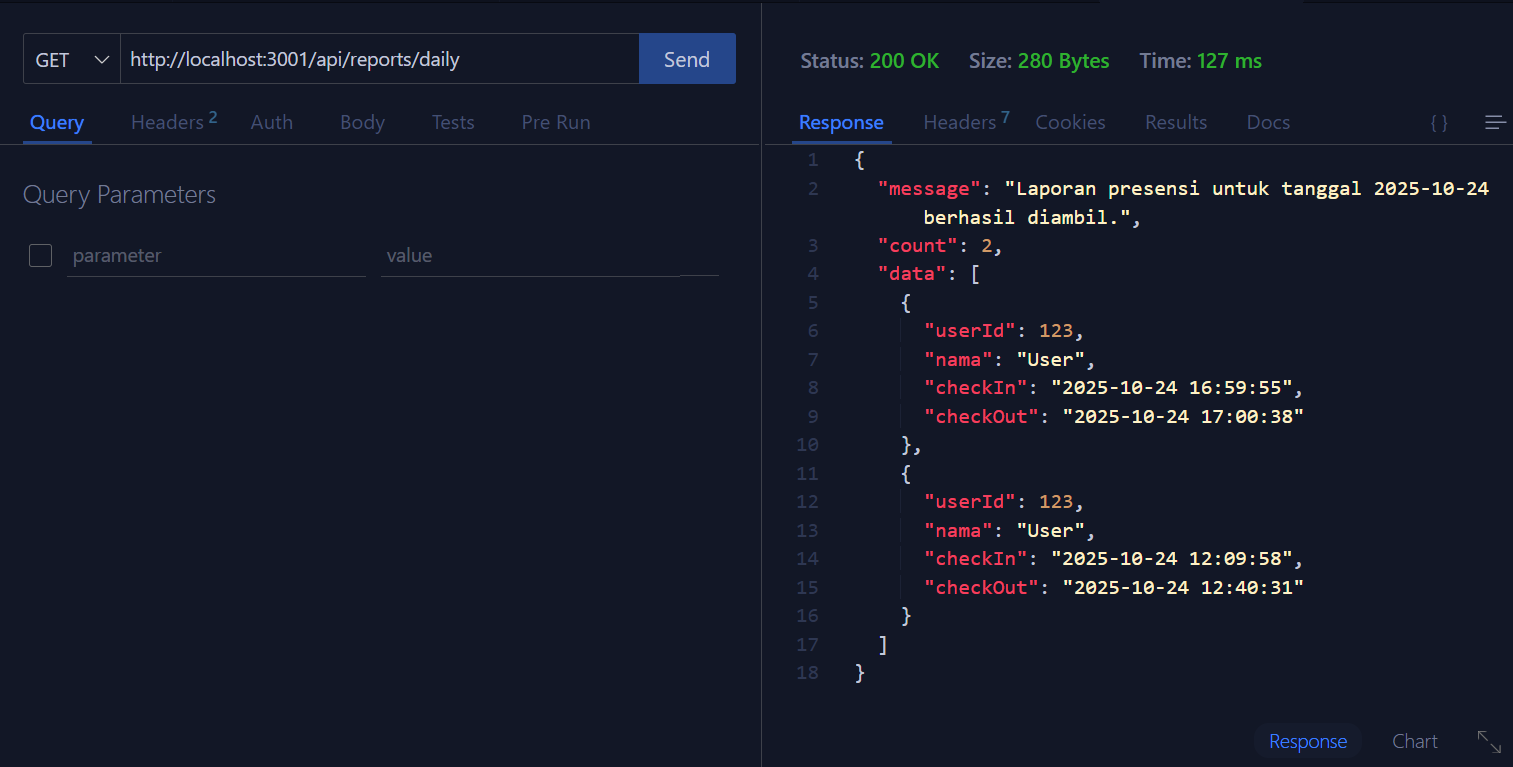 GET http://localhost:3001/api/reports/daily Send
Query Headers 2 Auth Body Tests Pre Run
Query Parameters
parameter value
Status: 200 OK Size: 280 Bytes Time: 127 ms
Response Headers 7 Cookies Results Docs { }
1 {
2 "message": "Laporan presensi untuk tanggal 2025-10-24
berhasil diambil.",
3 "count": 2,
4 "data": [
5 {
6 "userId": 123,
7 "nama": "User",
8 "checkIn": "2025-10-24 16:59:55",
9 "checkOut": "2025-10-24 17:00:38"
10 },
11 {
12 "userId": 123,
13 "nama": "User",
14 "checkIn": "2025-10-24 12:09:58",
15 "checkOut": "2025-10-24 12:40:31"
16 }
17 ]
18 }
Response Chart